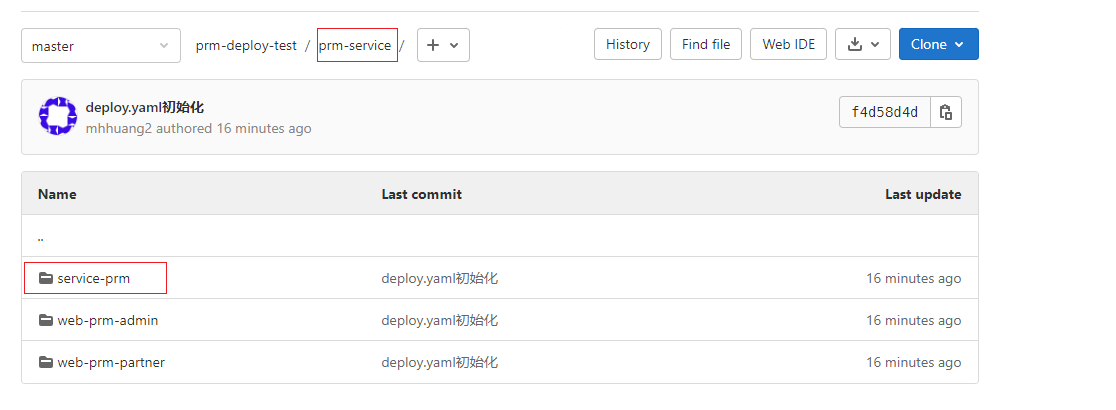 master
prm-deploy-test / prm-service /
History
Find file
Web IDE
Clone
deploy.yaml初始化
mhhuang2 authored 16 minutes ago
f4d58d4d
Name Last commit Last update
..
service-prm deploy.yaml初始化 16 minutes ago
web-prm-admin deploy.yaml初始化 16 minutes ago
web-prm-partner deploy.yaml初始化 16 minutes ago